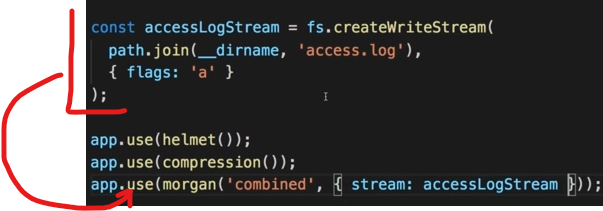 const accessLogStream = fs.createWriteStream(
path.join(__dirname, 'access.log'),
{ flags: 'a' }
);
app.use(helmet());
app.use(compression());
app.use(morgan('combined', { stream: accessLogStream }));